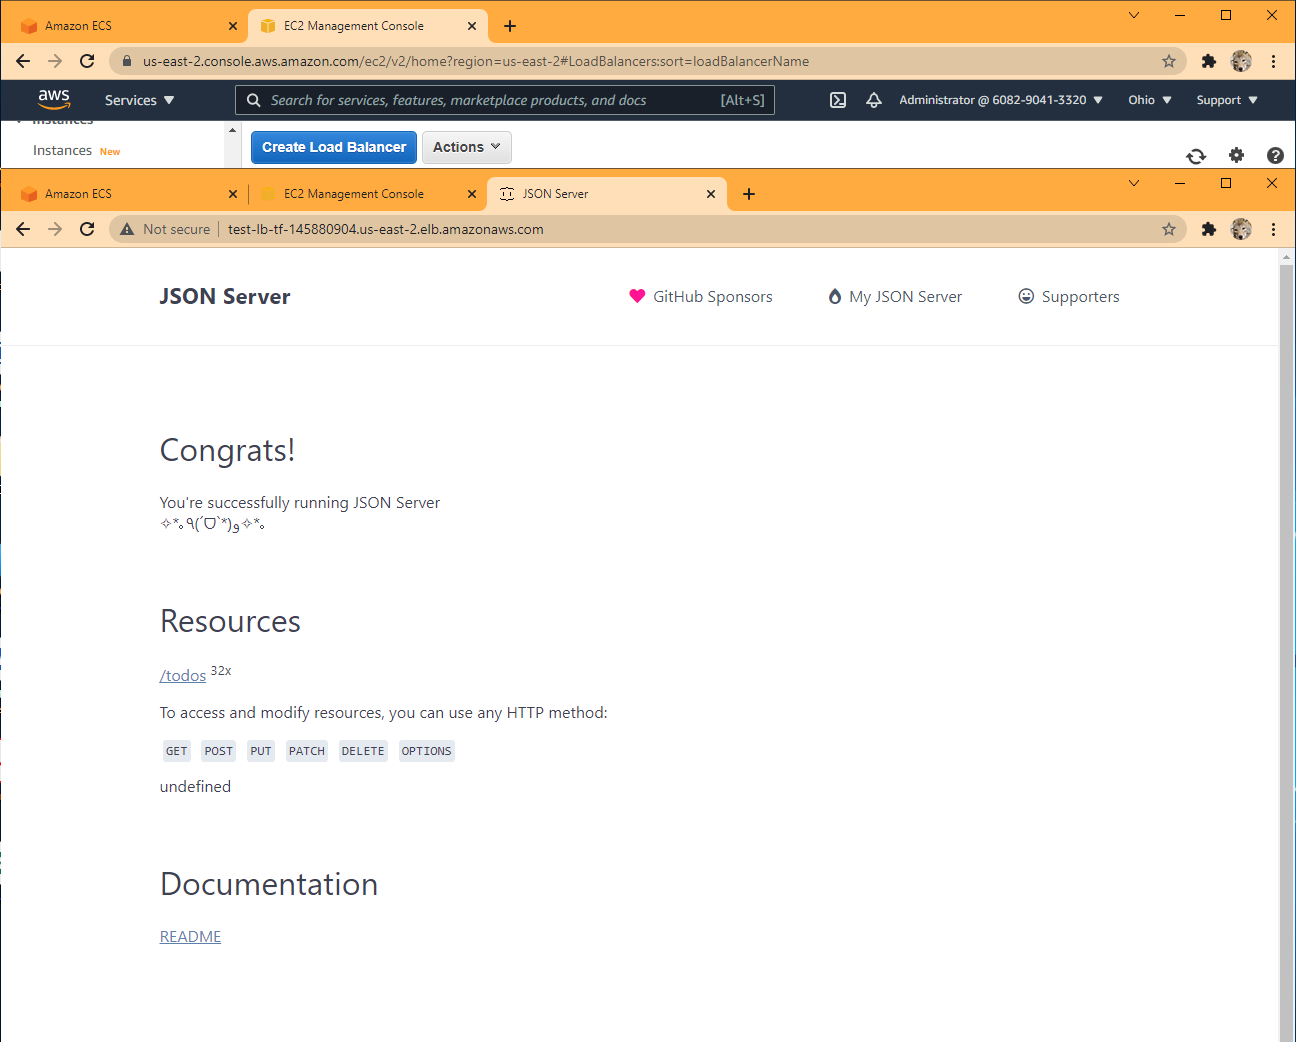 Amazon ECS
EC2 Management Console
us-east-2.console.aws.amazon.com/ec2/v2/home?region=us-east-2#LoadBalancers:sort=loadBalancerName
aws
Services
Search for services, features, marketplace products, and docs
[Alt+S]
Administrator @ 6082-9041-3320
Ohio
Support
Instances
Instances New
Create Load Balancer
Actions
Amazon ECS
EC2 Management Console
JSON Server
Not secure
test-lb-tf-145880904.us-east-2.elb.amazonaws.com
JSON Server
GitHub Sponsors
My JSON Server
Supporters
Congrats!
You're successfully running JSON Server
✧*｡٩(ˊᗜˋ*)و✧*｡
Resources
/todos 32x
To access and modify resources, you can use any HTTP method:
GET POST PUT PATCH DELETE OPTIONS
undefined
Documentation
README